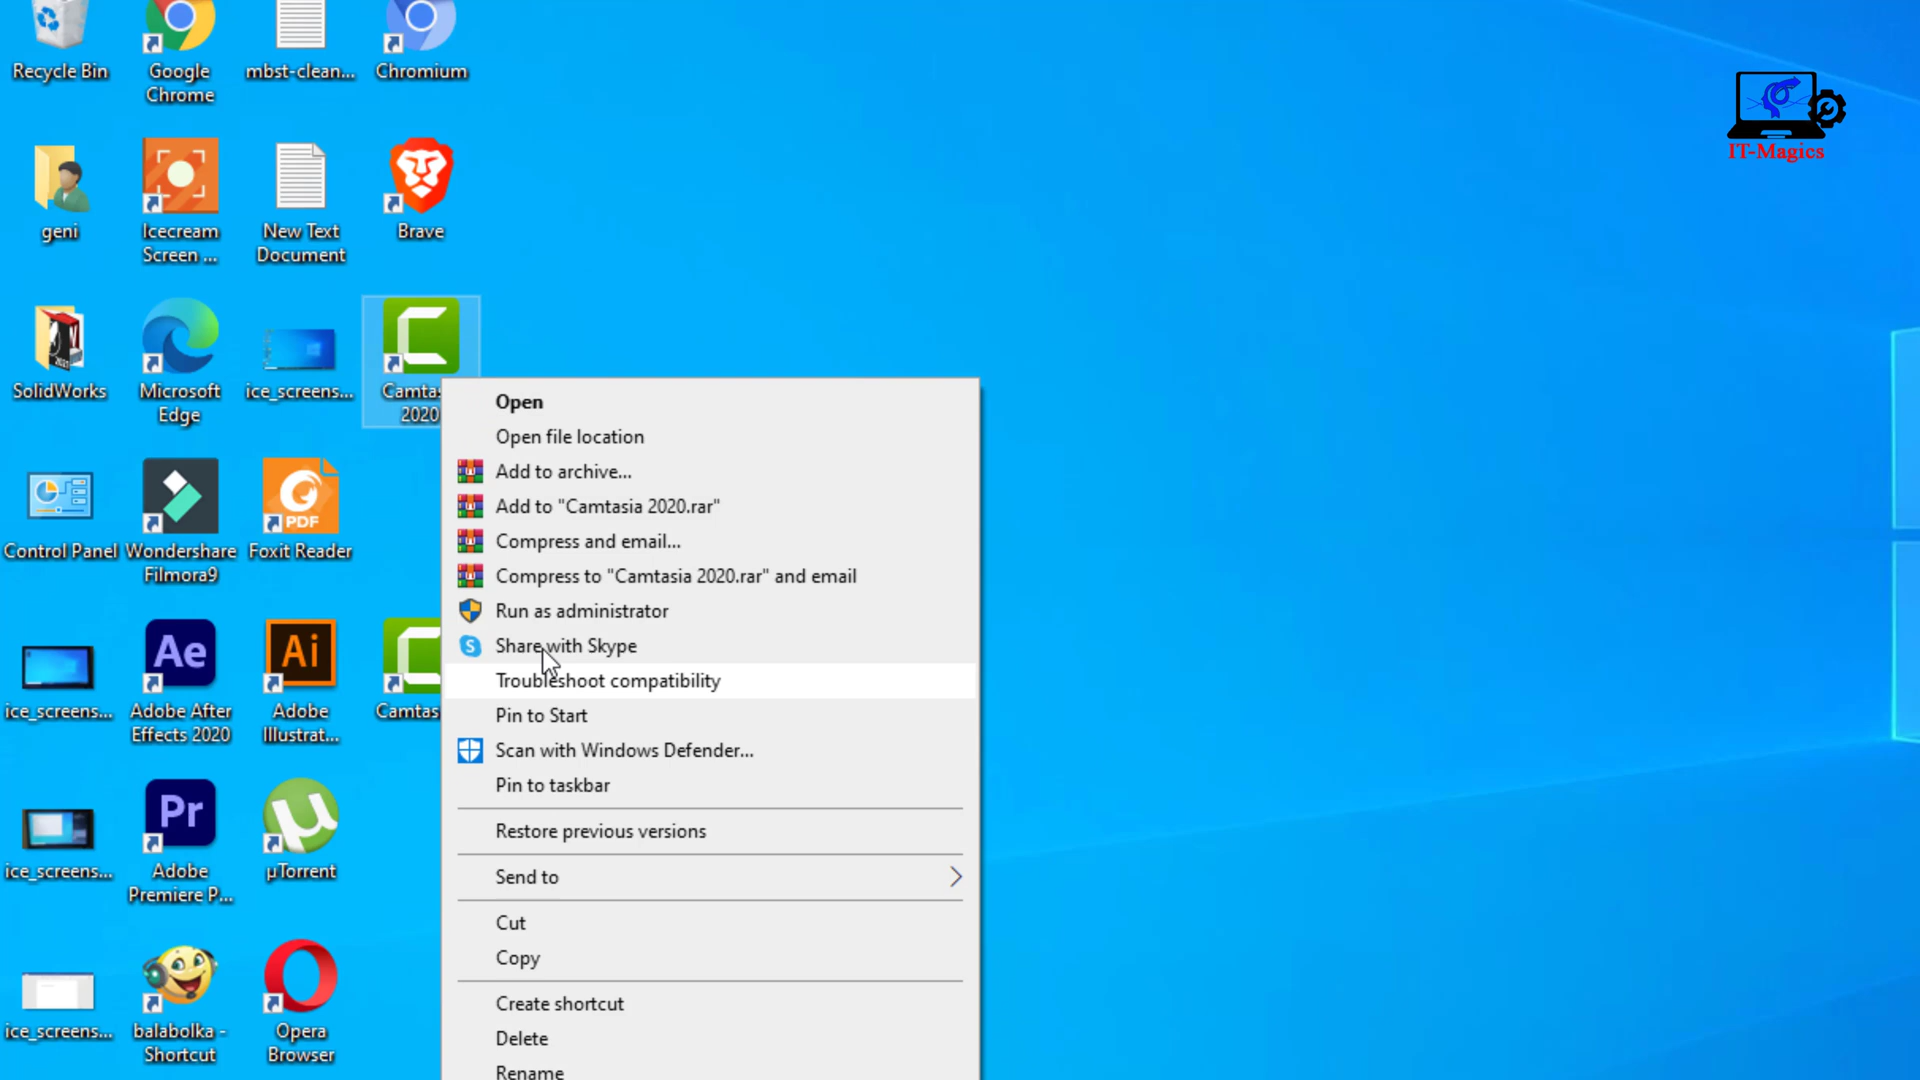 Recycle Bin
Google
Chrome
mbst-clean...
Chromium
IT-Magics
geni
Icecream
Screen ...
New Text
Document
Brave
SolidWorks
Microsoft
Edge
ice_screens...
Camtas
2020
Control Panel
Wondershare
Filmora9
PDF
Foxit Reader
ice_screens...
Ae
Adobe After
Effects 2020
Ai
Adobe
Illustrat...
Camtas
ice_screens...
Pr
Adobe
Premiere P...
µ
µTorrent
ice_screens...
balabolka -
Shortcut
Opera
Browser
Open
Open file location
Add to archive...
Add to "Camtasia 2020.rar"
Compress and email...
Compress to "Camtasia 2020.rar" and email
Run as administrator
S
Share with Skype
Troubleshoot compatibility
Pin to Start
Scan with Windows Defender...
Pin to taskbar
Restore previous versions
Send to
Cut
Copy
Create shortcut
Delete
Rename